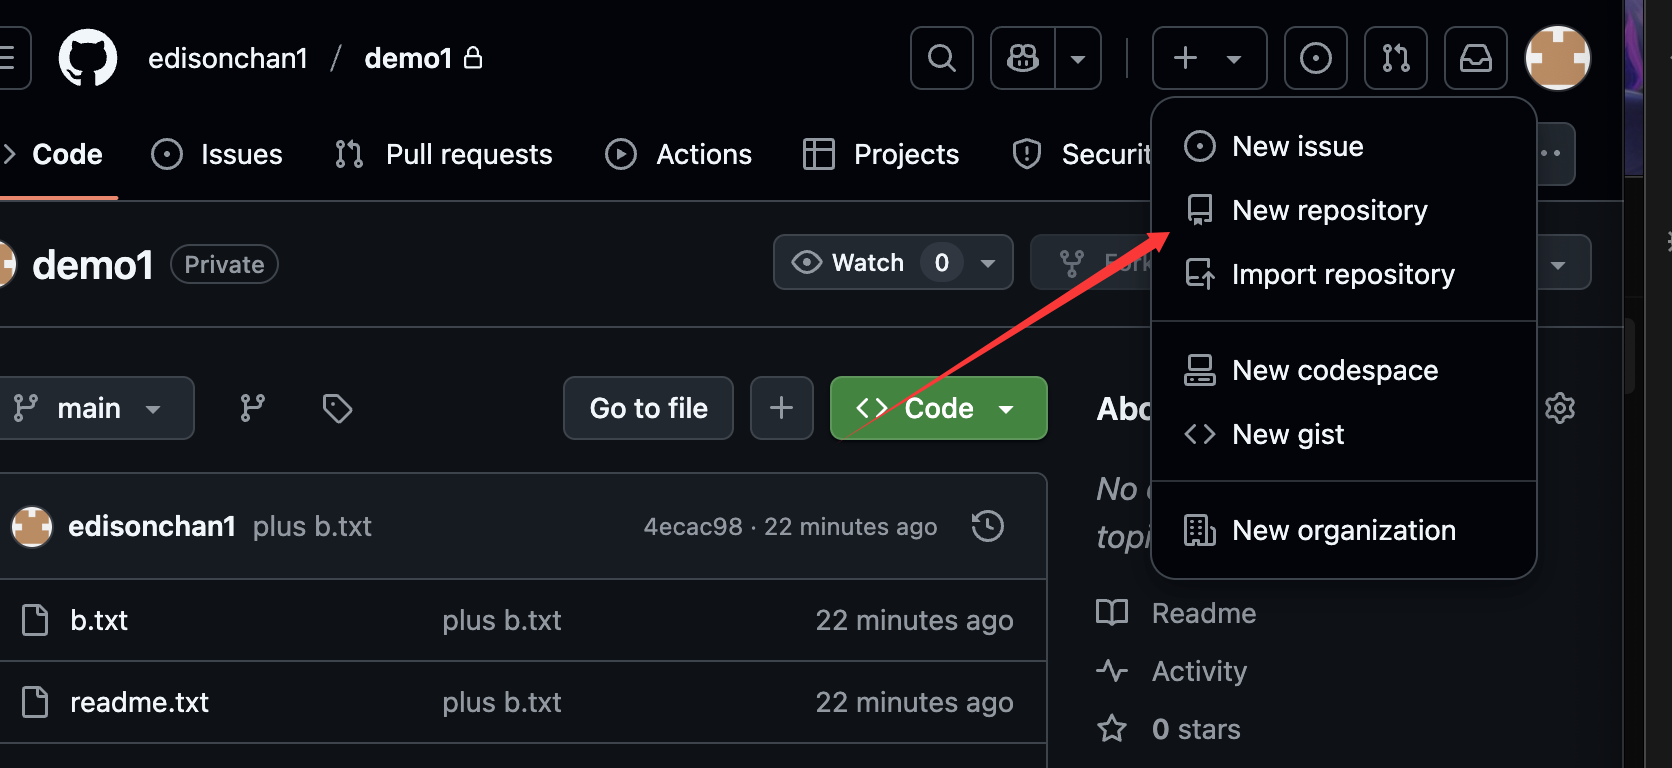 edisonchan1 / demo1
Code Issues Pull requests Actions Projects Securit
New issue
New repository
Import repository
New codespace
New gist
New organization
demo1 Private Watch 0 Fork
main Go to file Code
edisonchan1 plus b.txt 4ecac98 · 22 minutes ago
b.txt plus b.txt 22 minutes ago
readme.txt plus b.txt 22 minutes ago
Abo
No
topi
Readme
Activity
0 stars